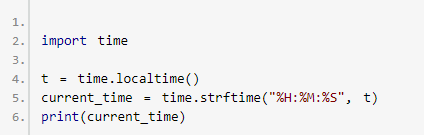 1.
2. import time
3.
4. t = time.localtime()
5. current_time = time.strftime("%H:%M:%S", t)
6. print(current_time)